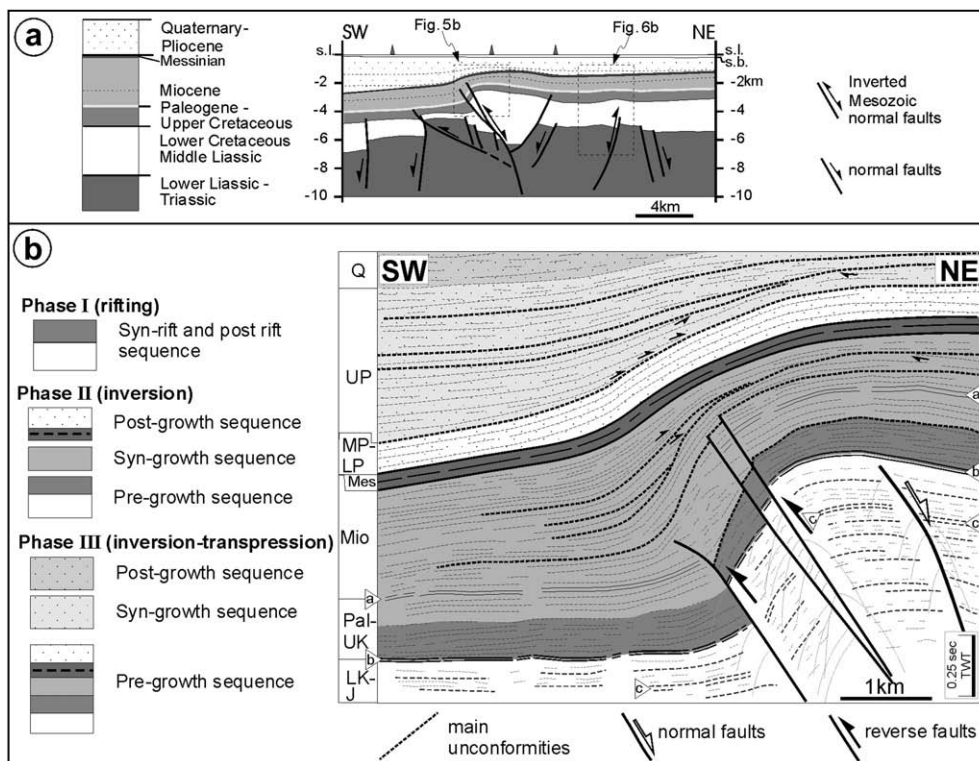 a
Quaternary-
Pliocene
Messinian
Miocene
Paleogene -
Upper Cretaceous
Lower Cretaceous
Middle Liassic
Lower Liassic -
Triassic
Fig. 5b
Fig.6b
SW
NE
s.l.
s.l.
s.b.
-2
-2km
-4
-4
-6
-6
-8
-8
-10
-10
4km
Inverted
Mesozoic
normal faults
normal faults
b
Phase I (rifting)
Syn-rift and post rift
sequence
Phase II (inversion)
Post-growth sequence
Syn-growth sequence
Pre-growth sequence
Phase III (inversion-transpression)
Post-growth sequence
Syn-growth sequence
Pre-growth sequence
Q
SW
NE
UP
MP-
LP
Mes
Mio
a
Pal-
UK
b
LK-
J
c
a
b
c
c
0.25 sec
TWT
1km
main
unconformities
normal faults
reverse faults